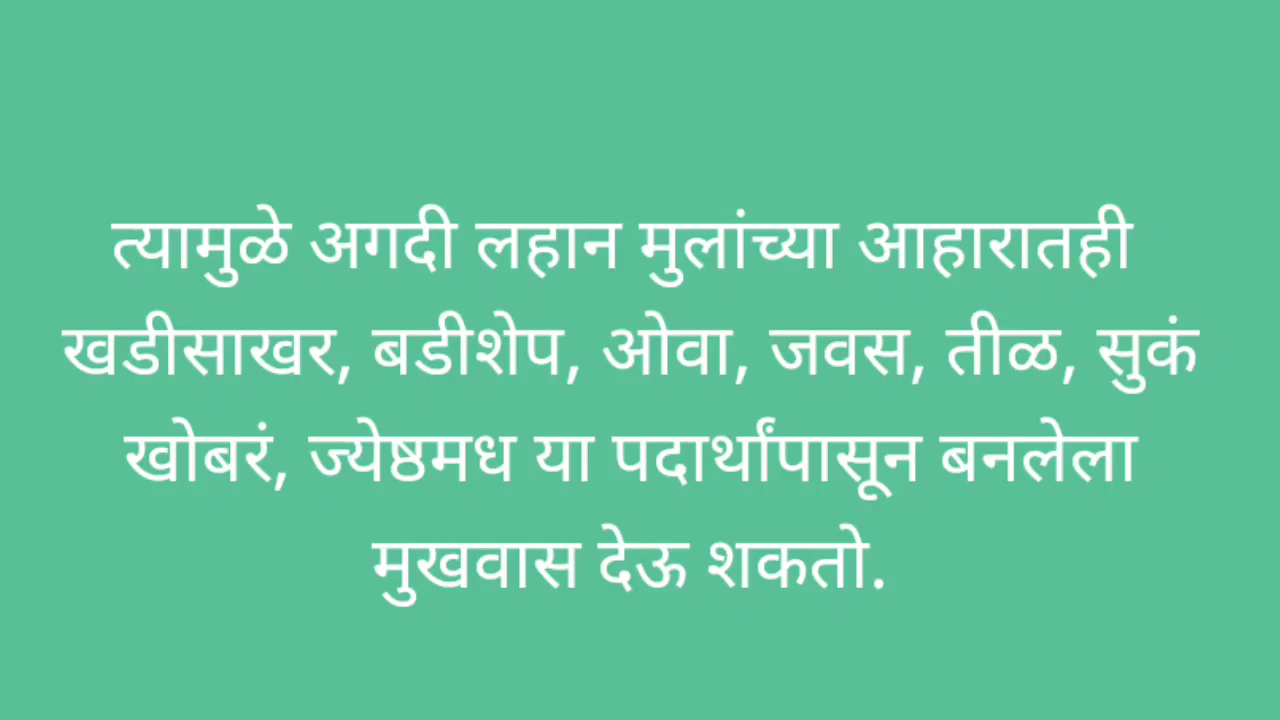 त्यामुळे अगदी लहान मुलांच्या आहारातही
खडीसाखर, बडीशेप, ओवा, जवस, तीळ, सुकं
खोबरं, ज्येष्ठमध या पदार्थांपासून बनलेला
मुखवास देऊ शकतो.